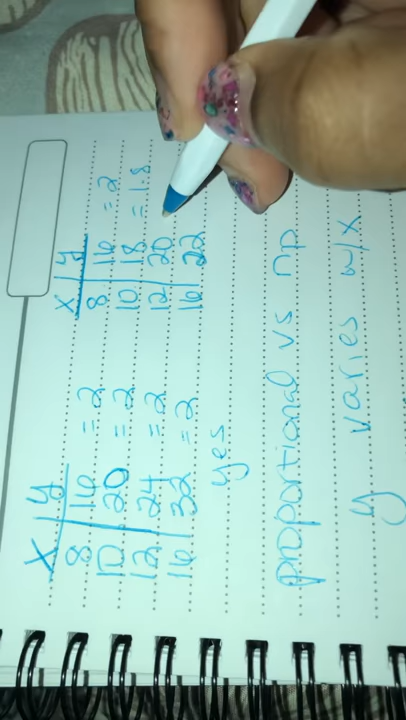 x | y x | y
8 | 16 = 2 8 | 16 = 2
10 | 20 = 2 10 | 18 = 1.8
12 | 24 = 2 12 | 20
16 | 32 = 2 16 | 22
yes
proportional vs np
y varies w/x